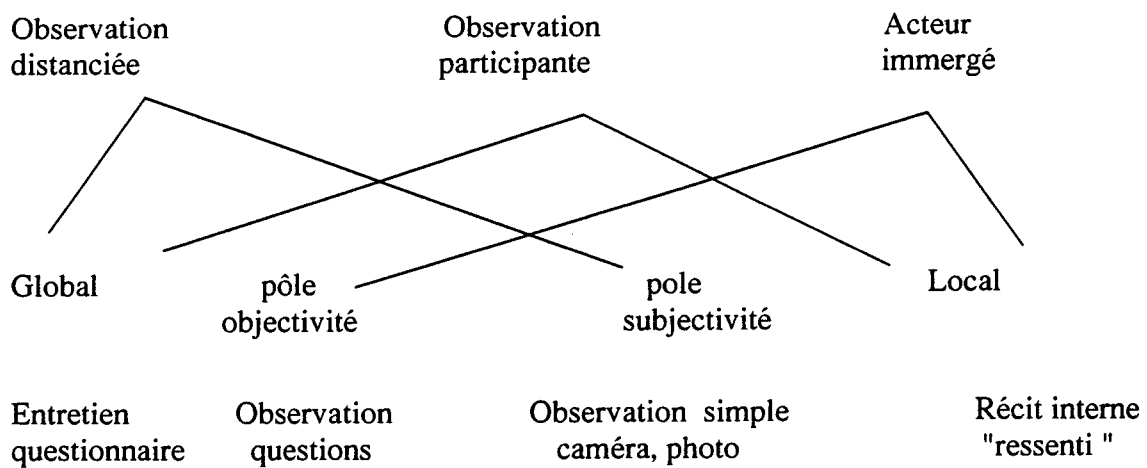 Observation
distanciée
Observation
participante
Acteur
immergé
Global
pôle
objectivité
pole
subjectivité
Local
Entretien
questionnaire
Observation
questions
Observation simple
caméra, photo
Récit interne
"ressenti "